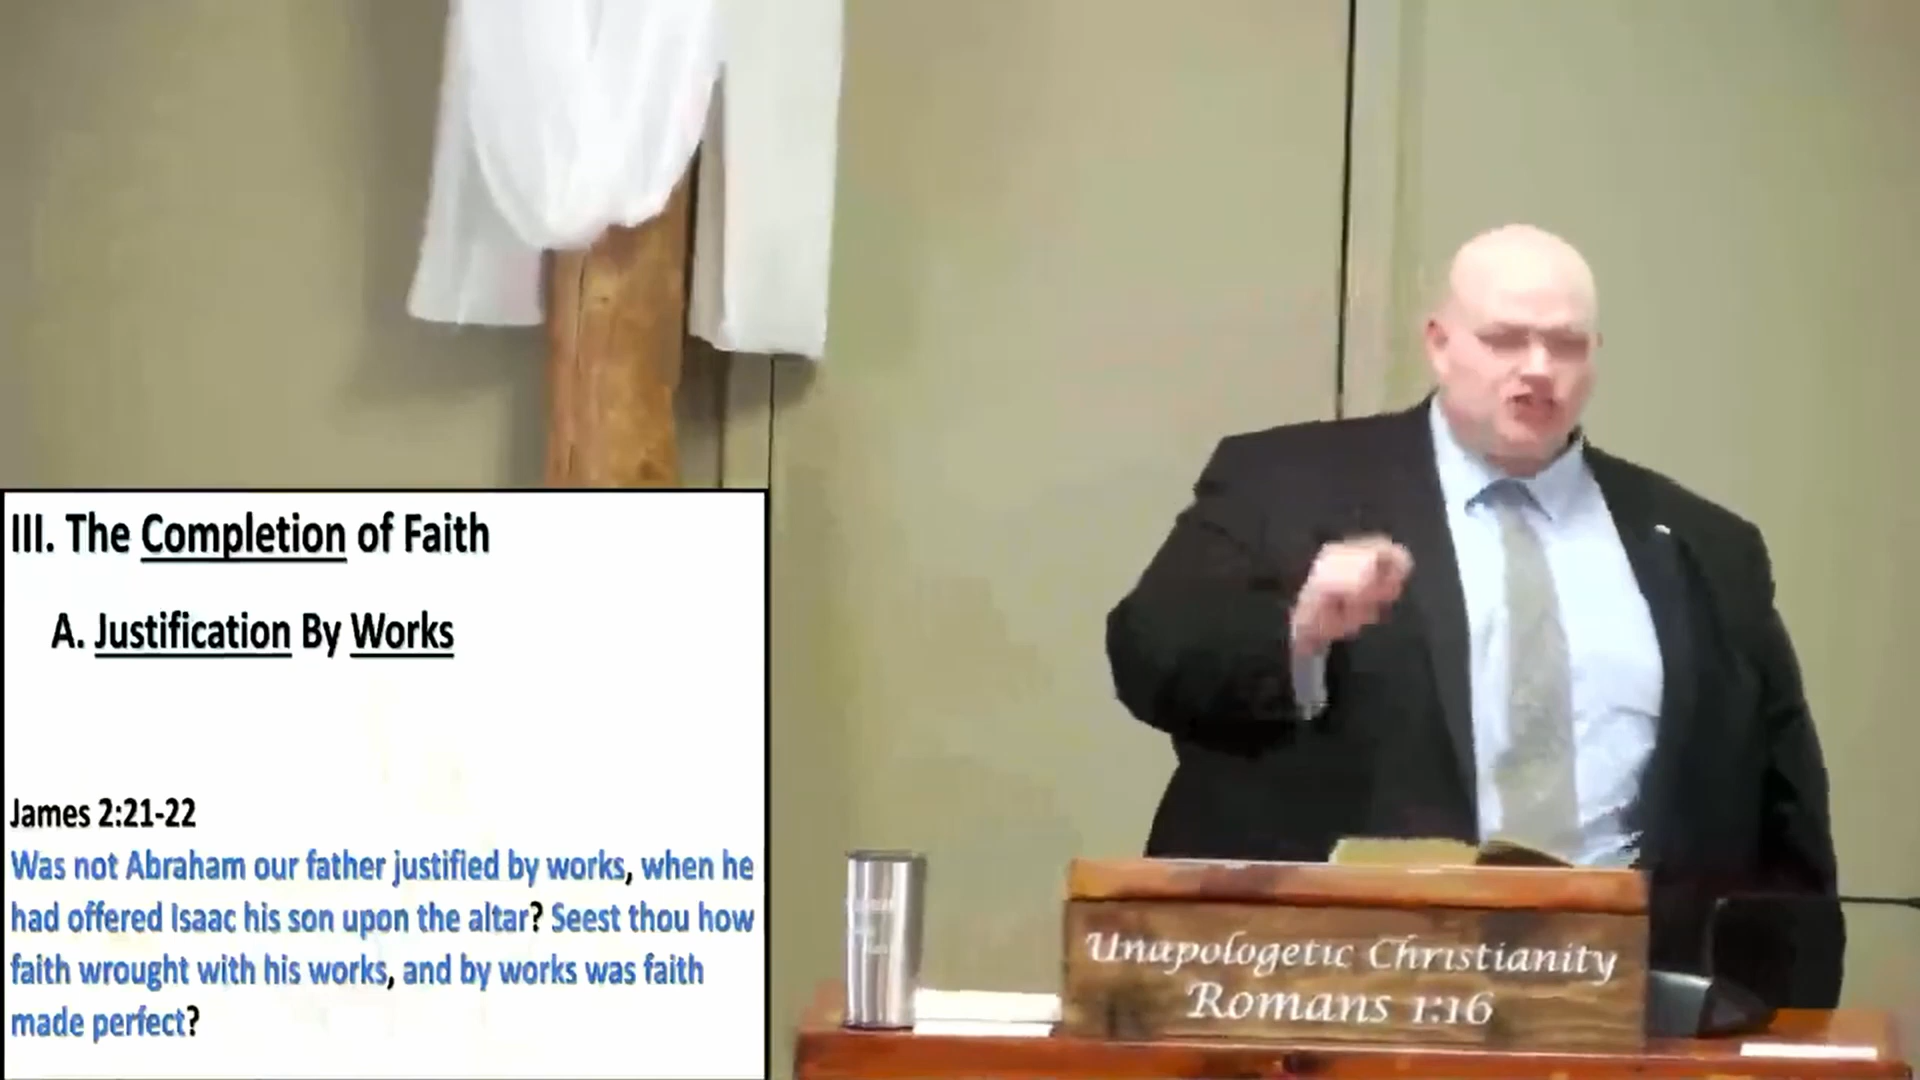 III. The Completion of Faith
A. Justification By Works
James 2:21-22
Was not Abraham our father justified by works, when he
had offered Isaac his son upon the altar? Seest thou how
faith wrought with his works, and by works was faith
made perfect?
Unapologetic Christianity
Romans 1:16